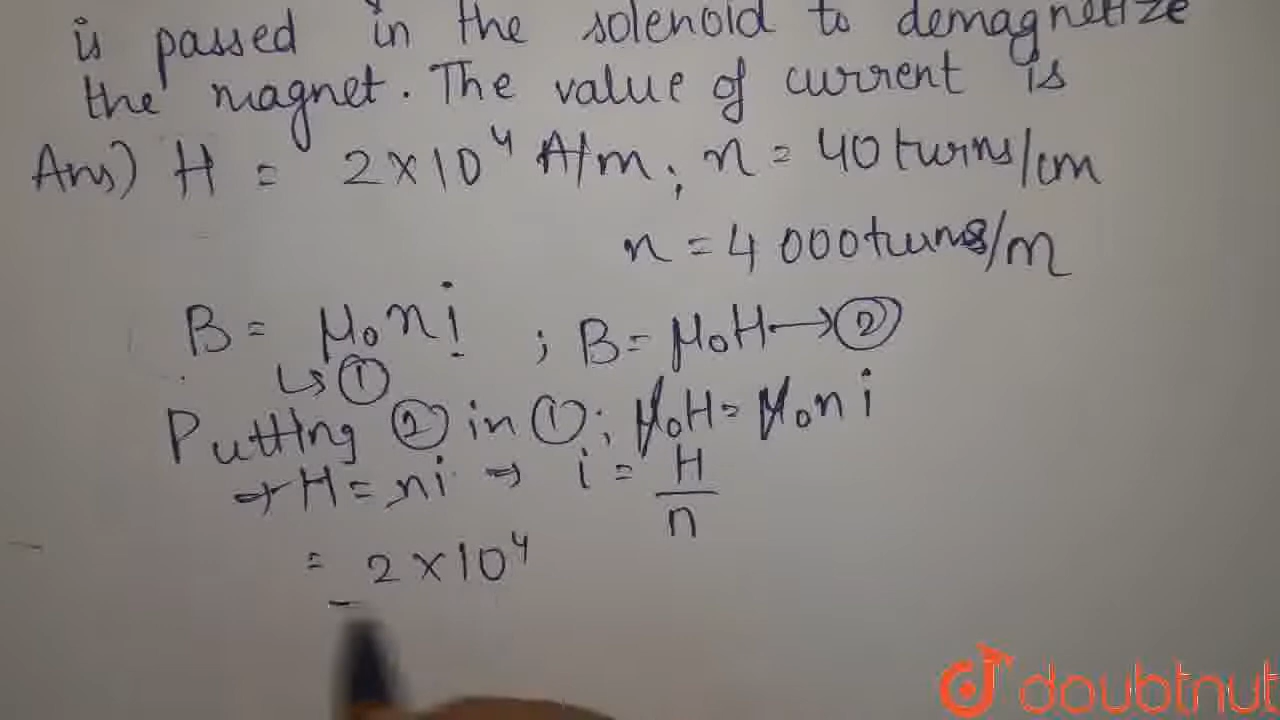 is passed in the solenoid to demagnetize
the magnet. The value of current is
Ans) H = 2×10⁴ A/m; n = 40 turns/cm
n = 4000 turns/m
B = μ₀ni ; B = μ₀H → ②
↳ ①
Putting ② in ①; μ₀H = μ₀ni
⇒ H = ni ⇒ i = H/n
= 2×10⁴
doubtnut